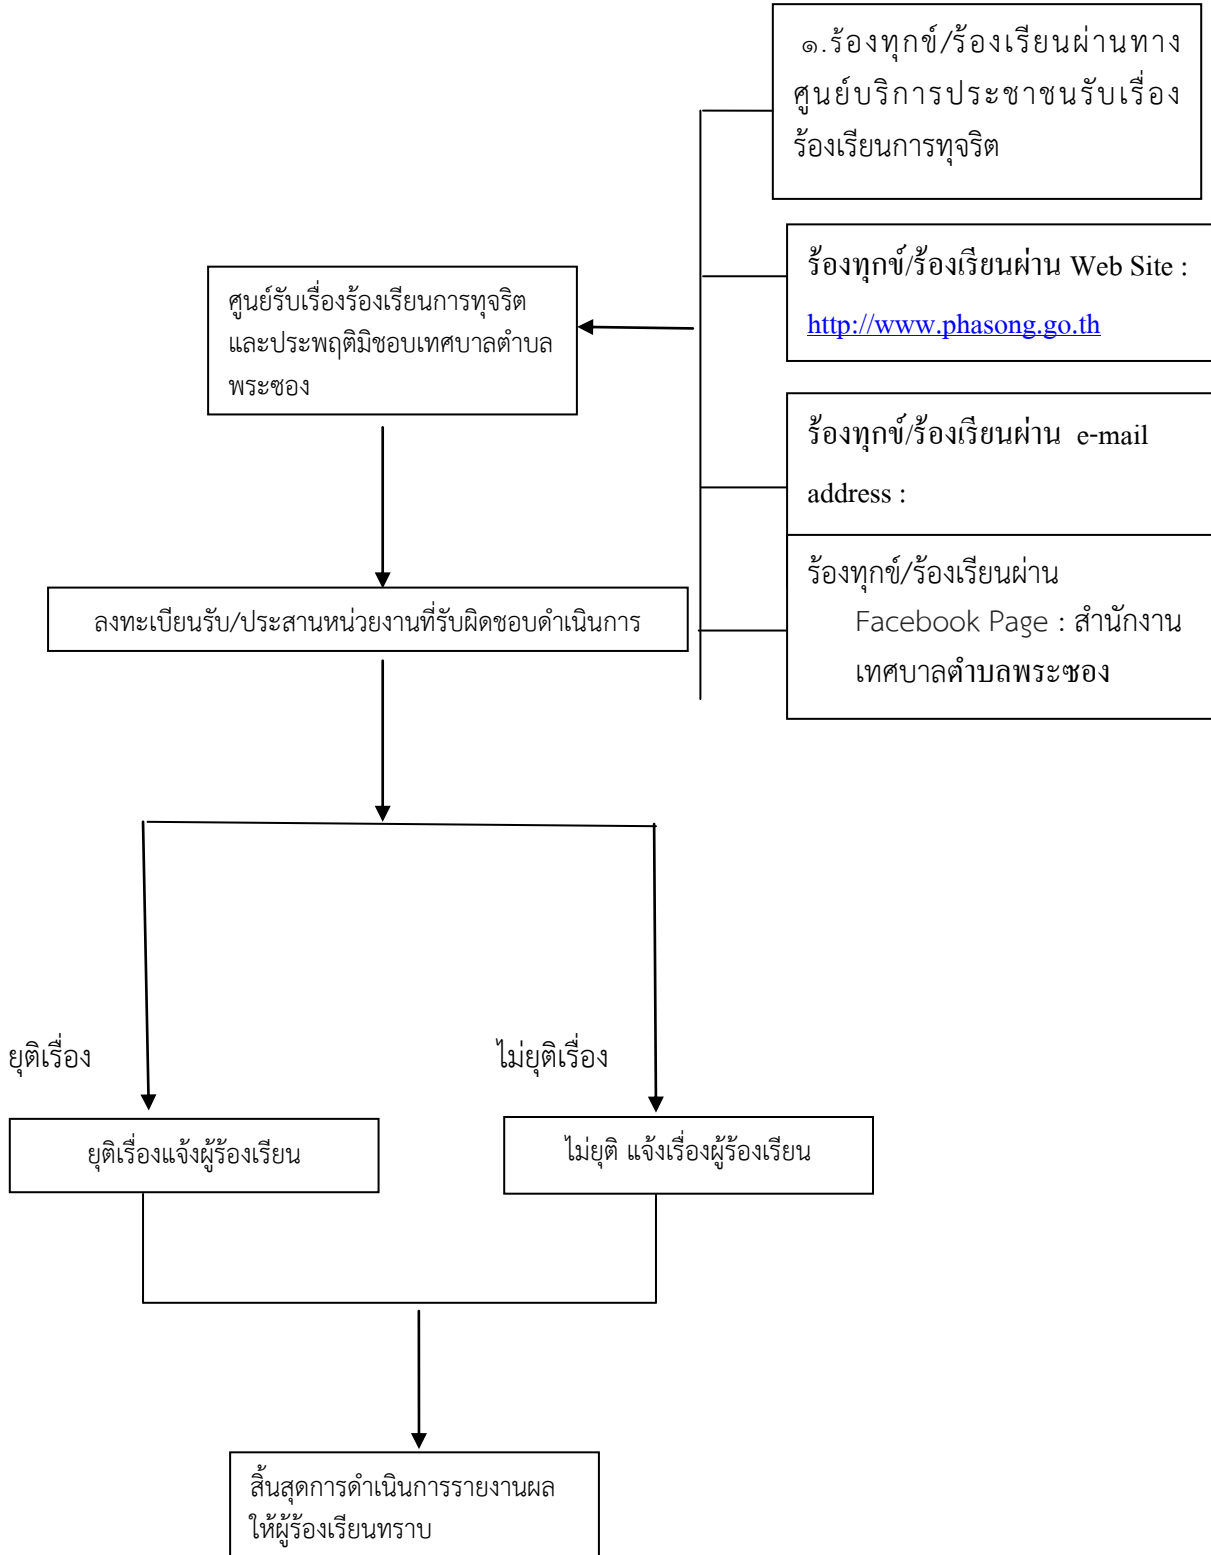 ๑.ร้องทุกข์/ร้องเรียนผ่านทาง
ศูนย์บริการประชาชนรับเรื่อง
ร้องเรียนการทุจริต
ร้องทุกข์/ร้องเรียนผ่าน Web Site :
http://www.phasong.go.th
ศูนย์รับเรื่องร้องเรียนการทุจริต
และประพฤติมิชอบเทศบาลตำบล
พระซอง
ร้องทุกข์/ร้องเรียนผ่าน e-mail
address :
ร้องทุกข์/ร้องเรียนผ่าน
Facebook Page : สำนักงาน
เทศบาลตำบลพระซอง
ลงทะเบียนรับ/ประสานหน่วยงานที่รับผิดชอบดำเนินการ
ยุติเรื่อง
ไม่ยุติเรื่อง
ยุติเรื่องแจ้งผู้ร้องเรียน
ไม่ยุติ แจ้งเรื่องผู้ร้องเรียน
สิ้นสุดการดำเนินการรายงานผล
ให้ผู้ร้องเรียนทราบ